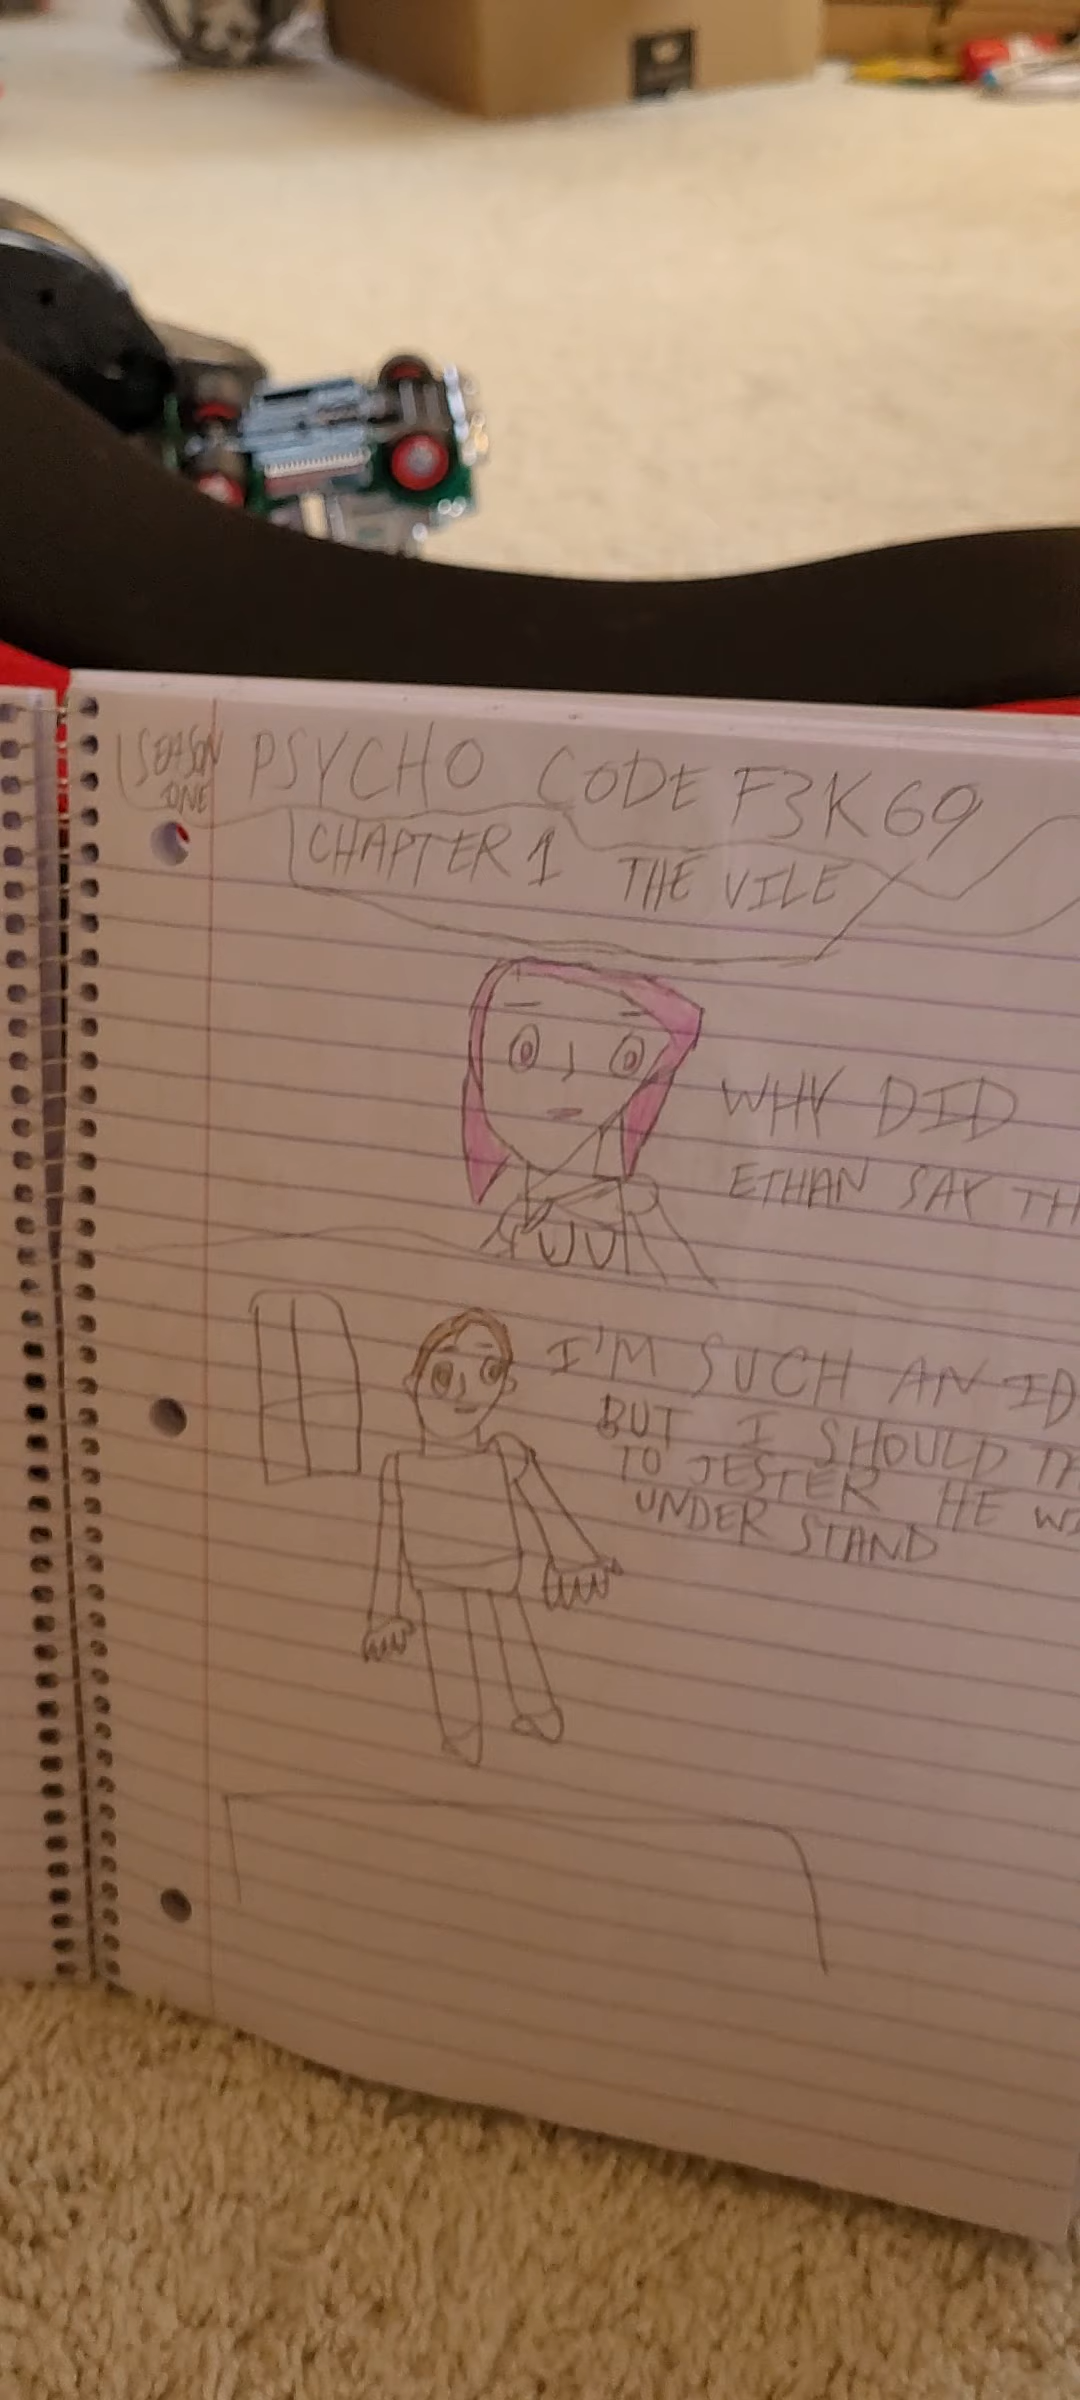 SEASON
ONE
PSYCHO CODE F3K69
CHAPTER 1 THE VILE
WHY DID
ETHAN SAY
I'M SUCH AN
BUT I SHOULD
TO JESTER HE
UNDER STAND